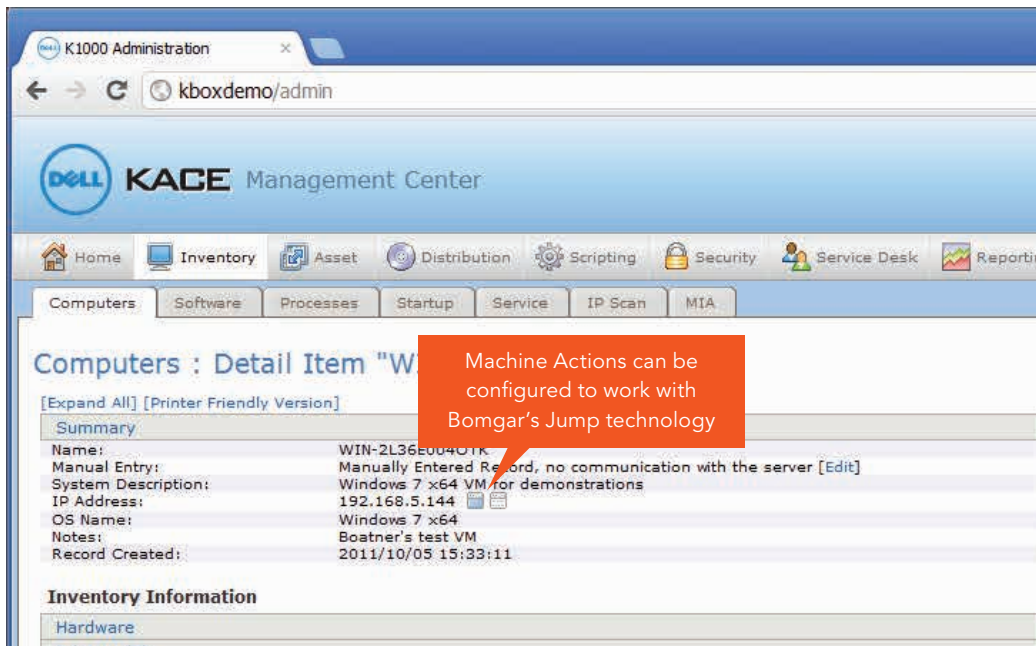 K1000 Administration
kboxdemo/admin
DELL KACE Management Center
Home Inventory Asset Distribution Scripting Security Service Desk Reportin
Computers Software Processes Startup Service IP Scan MIA
Computers : Detail Item "W
Machine Actions can be
configured to work with
Bomgar's Jump technology
[Expand All] [Printer Friendly Version]
Summary
Name: WIN-2L36E004OTK
Manual Entry: Manually Entered Record, no communication with the server [Edit]
System Description: Windows 7 x64 VM for demonstrations
IP Address: 192.168.5.144
OS Name: Windows 7 x64
Notes: Boatner's test VM
Record Created: 2011/10/05 15:33:11
Inventory Information
Hardware